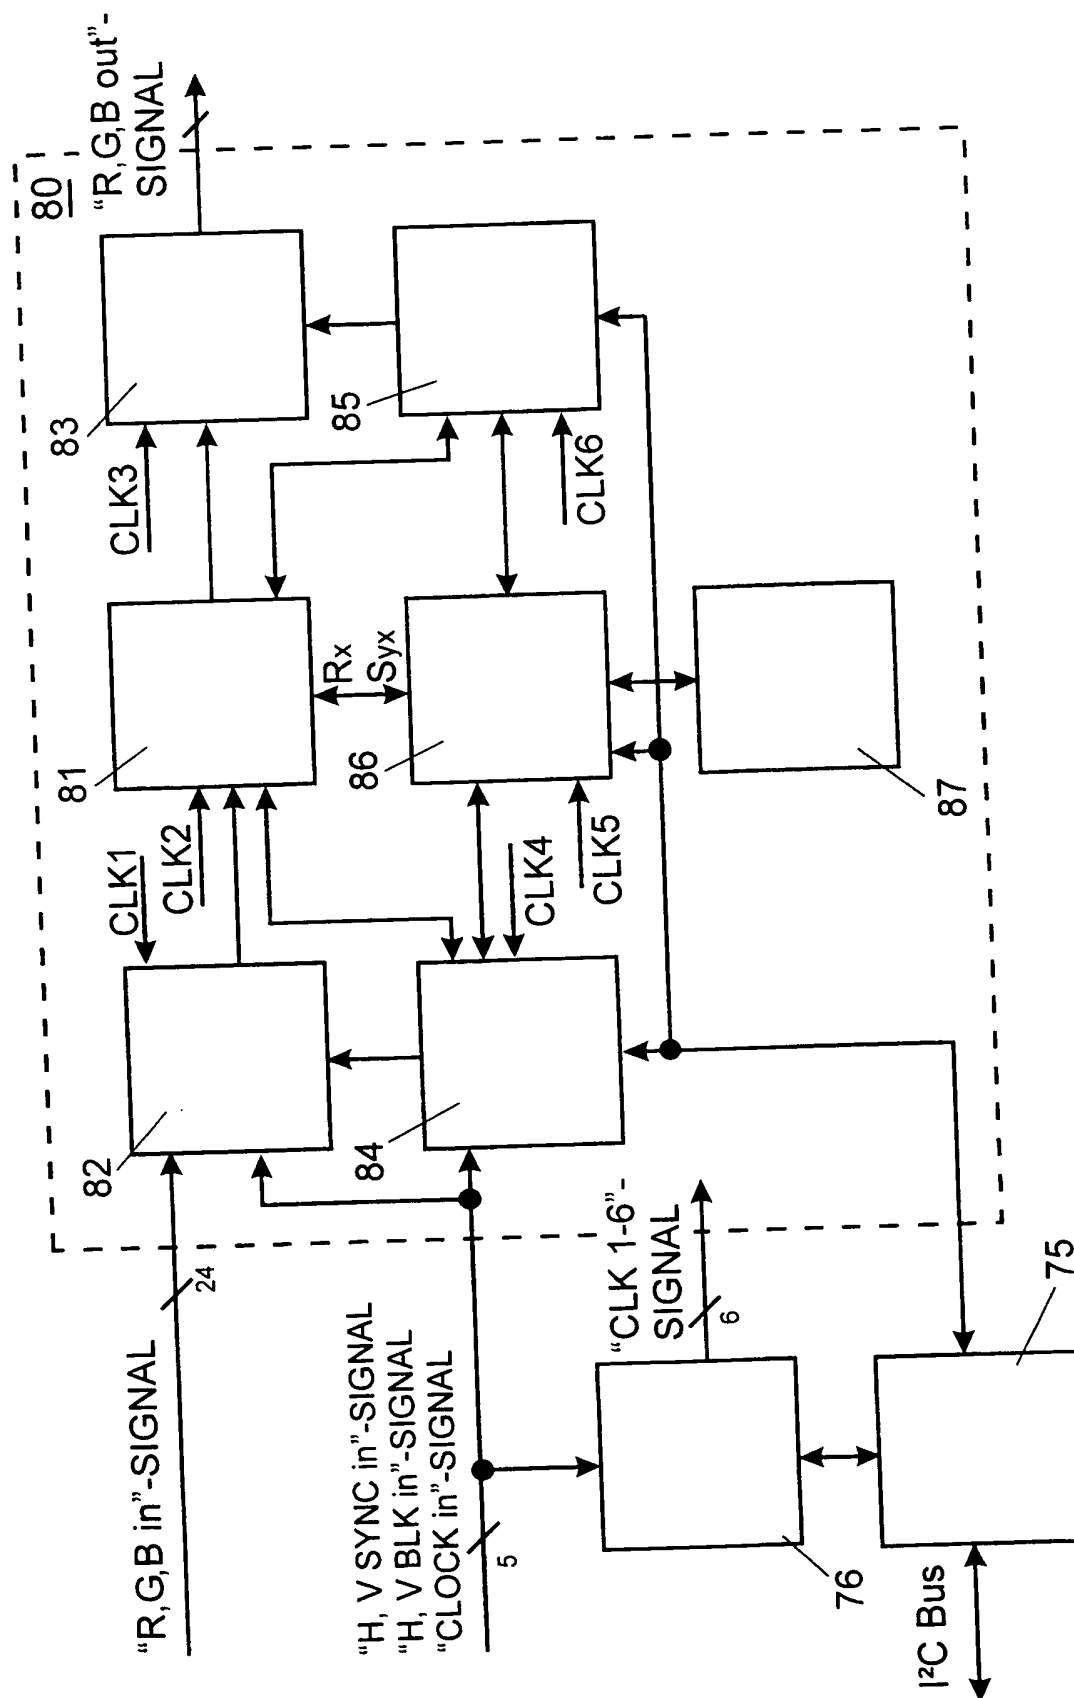 “R,G,B in”-SIGNAL
24
“H, V SYNC in”-SIGNAL
“H, V BLK in”-SIGNAL
“CLOCK in”-SIGNAL
5
I²C Bus
76
75
“CLK 1-6”-
SIGNAL
6
82
84
CLK1
CLK2
CLK4
CLK5
81
86
Rx
Syx
87
CLK3
CLK6
83
85
80
“R,G,B out”-
SIGNAL